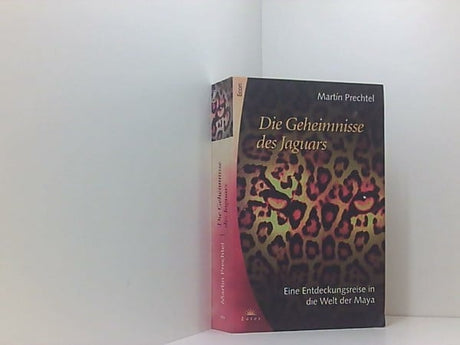 Martín Prechtel
Die Geheimnisse
des Jaguars
Eine Entdeckungsreise in
die Welt der Maya
Econ
Martín Prechtel
Die Geheimnisse
des Jaguars